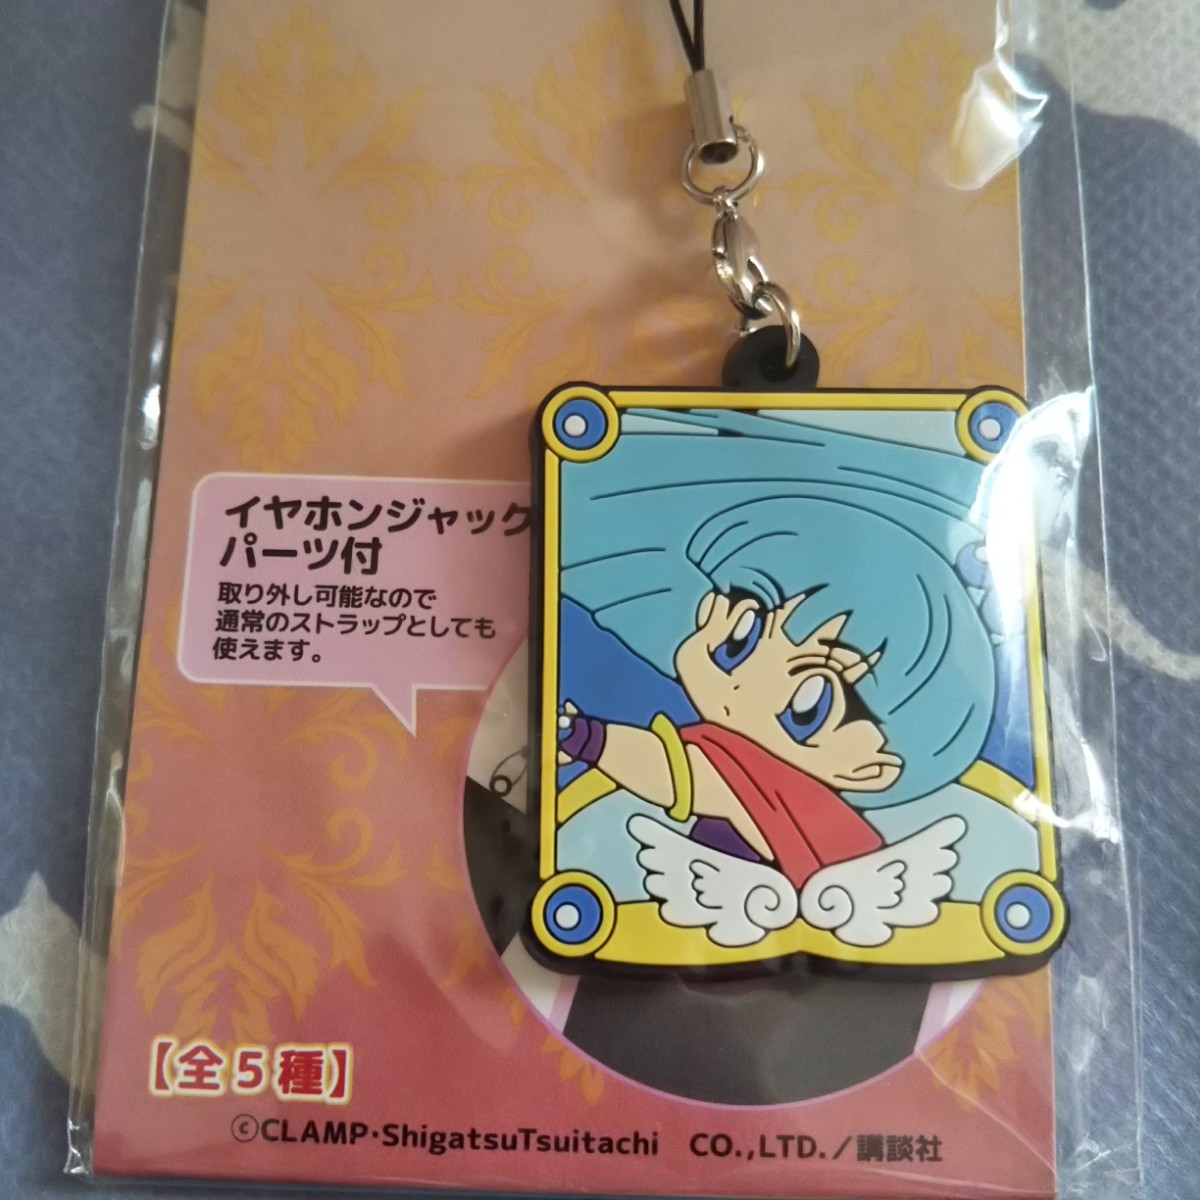 イヤホンジャック
パーツ付
取り外し可能なので
通常のストラップとしても
使えます。
【全5種】
©CLAMP・ShigatsuTsuitachi CO.,LTD./講談社